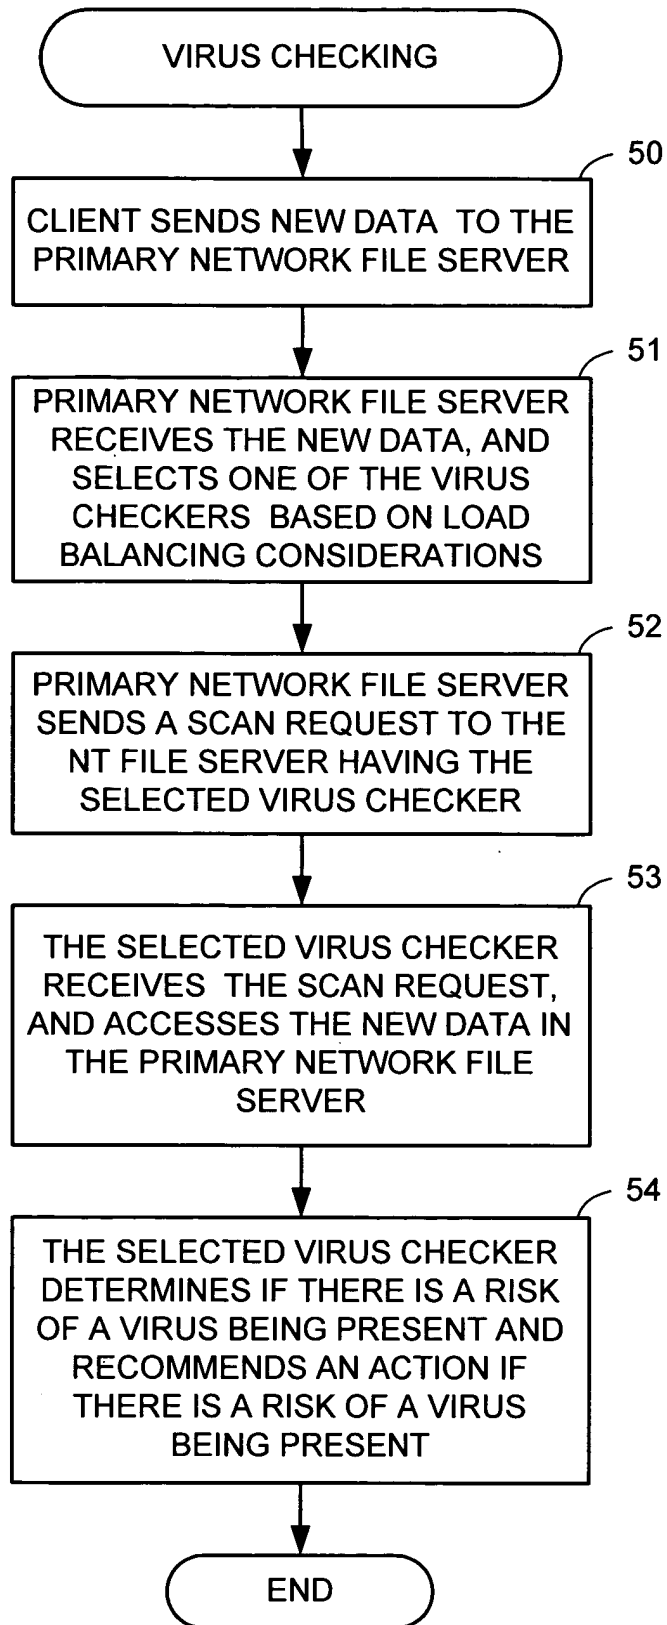 VIRUS CHECKING
50
CLIENT SENDS NEW DATA TO THE
PRIMARY NETWORK FILE SERVER
51
PRIMARY NETWORK FILE SERVER
RECEIVES THE NEW DATA, AND
SELECTS ONE OF THE VIRUS
CHECKERS BASED ON LOAD
BALANCING CONSIDERATIONS
52
PRIMARY NETWORK FILE SERVER
SENDS A SCAN REQUEST TO THE
NT FILE SERVER HAVING THE
SELECTED VIRUS CHECKER
53
THE SELECTED VIRUS CHECKER
RECEIVES THE SCAN REQUEST,
AND ACCESSES THE NEW DATA IN
THE PRIMARY NETWORK FILE
SERVER
54
THE SELECTED VIRUS CHECKER
DETERMINES IF THERE IS A RISK
OF A VIRUS BEING PRESENT AND
RECOMMENDS AN ACTION IF
THERE IS A RISK OF A VIRUS
BEING PRESENT
END